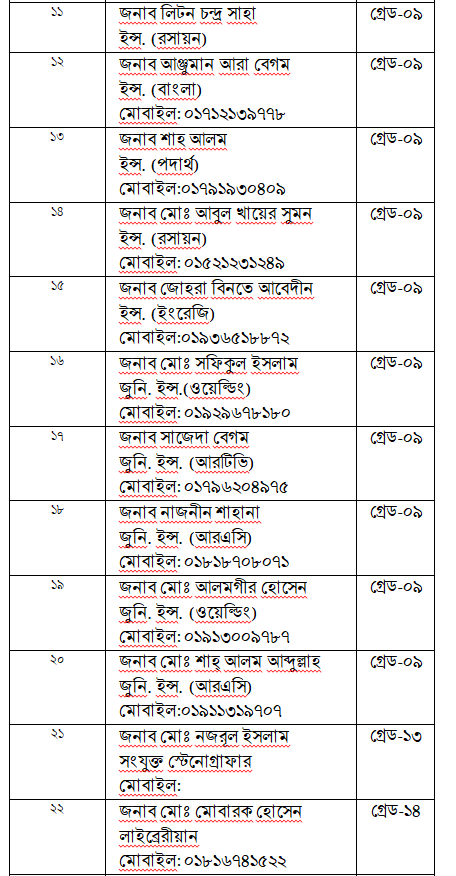 ১১ জনাব লিটন চন্দ্র সাহা গ্রেড-০৯
ইন্স. (রসায়ন)
১২ জনাব আঞ্জুমান আরা বেগম গ্রেড-০৯
ইন্স. (বাংলা)
মোবাইল: ০১৭১২১৩৯৭৭৮
১৩ জনাব শাহ আলম গ্রেড-০৯
ইন্স. (পদার্থ)
মোবাইল:০১৭৯১৯৩০৪০৯
১৪ জনাব মোঃ আবুল খায়ের সুমন গ্রেড-০৯
ইন্স. (রসায়ন)
মোবাইল: ০১৫২১২৩১২৪৯
১৫ জনাব জোহরা বিনতে আবেদীন গ্রেড-০৯
ইন্স. (ইংরেজি)
মোবাইল:০১৯৩৬৫১৮৮৭২
১৬ জনাব মোঃ সফিকুল ইসলাম গ্রেড-০৯
জুনি. ইন্স.(ওয়েল্ডিং)
মোবাইল: ০১৯২৯৬৭৮১৮০
১৭ জনাব সাজেদা বেগম গ্রেড-০৯
জুনি. ইন্স. (আরটিভি)
মোবাইল: ০১৭৯৬২০৪৯৭৫
১৮ জনাব নাজনীন শাহানা গ্রেড-০৯
জুনি. ইন্স. (আরএসি)
মোবাইল: ০১৮১৮৭০৮০৭১
১৯ জনাব মোঃ আলমগীর হোসেন গ্রেড-০৯
জুনি. ইন্স. (ওয়েল্ডিং)
মোবাইল: ০১৯১৩০০৯৭৮৭
২০ জনাব মোঃ শাহ্ আলম আব্দুল্লাহ গ্রেড-০৯
জুনি. ইন্স. (আরএসি)
মোবাইল:০১৯১১৩১৯৭০৭
২১ জনাব মোঃ নজরূল ইসলাম গ্রেড-১৩
সংযুক্ত স্টেনোগ্রাফার
মোবাইল:
২২ জনাব মোঃ মোবারক হোসেন গ্রেড-১৪
লাইব্রেরীয়ান
মোবাইল: ০১৮১৬৭৪১৫২২